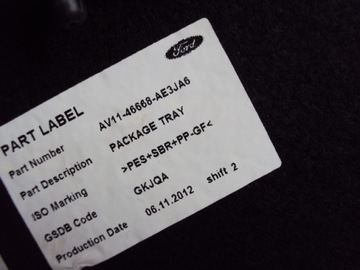 Ford
PART LABEL
Part Number AV11-46668-AE3JA6
Part Description PACKAGE TRAY
ISO Marking >PES+SBR+PP-GF<
GSDB Code GKJQA
Production Date 06.11.2012 shift 2